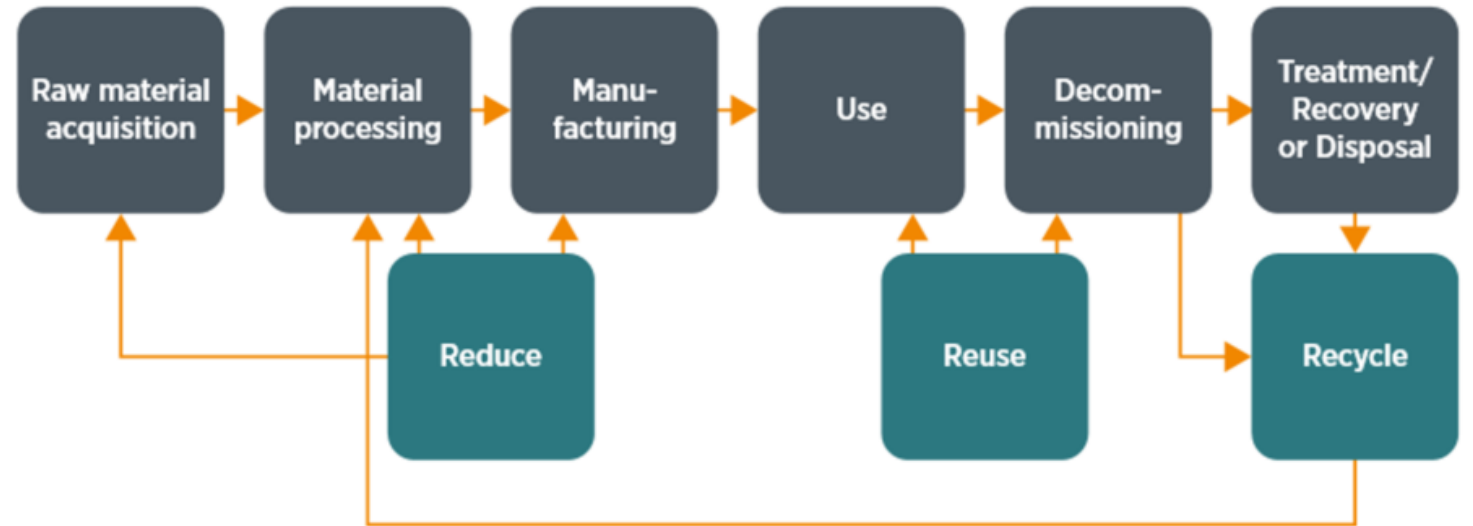 Raw material
acquisition
Material
processing
Manu-
facturing
Use
Decom-
missioning
Treatment/
Recovery
or Disposal
Reduce
Reuse
Recycle